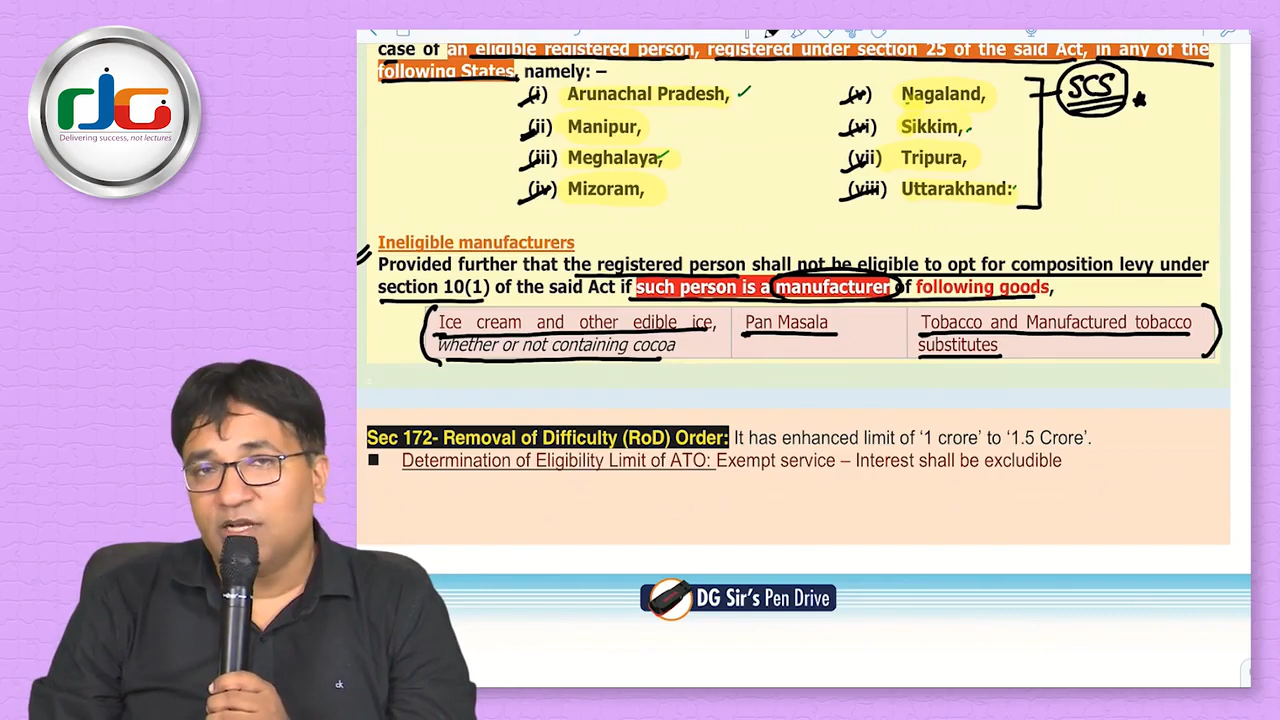 Delivering success, not lectures
case of an eligible registered person, registered under section 25 of the said Act, in any of the
following States, namely: –
(i) Arunachal Pradesh, (v) Nagaland,
(ii) Manipur, (vi) Sikkim,
(iii) Meghalaya, (vii) Tripura,
(iv) Mizoram, (viii) Uttarakhand:
SCS
Ineligible manufacturers
Provided further that the registered person shall not be eligible to opt for composition levy under
section 10(1) of the said Act if such person is a manufacturer of following goods,
Ice cream and other edible ice, Pan Masala Tobacco and Manufactured tobacco
whether or not containing cocoa substitutes
Sec 172- Removal of Difficulty (RoD) Order: It has enhanced limit of ‘1 crore’ to ‘1.5 Crore’.
■ Determination of Eligibility Limit of ATO: Exempt service – Interest shall be excludible
DG Sir's Pen Drive